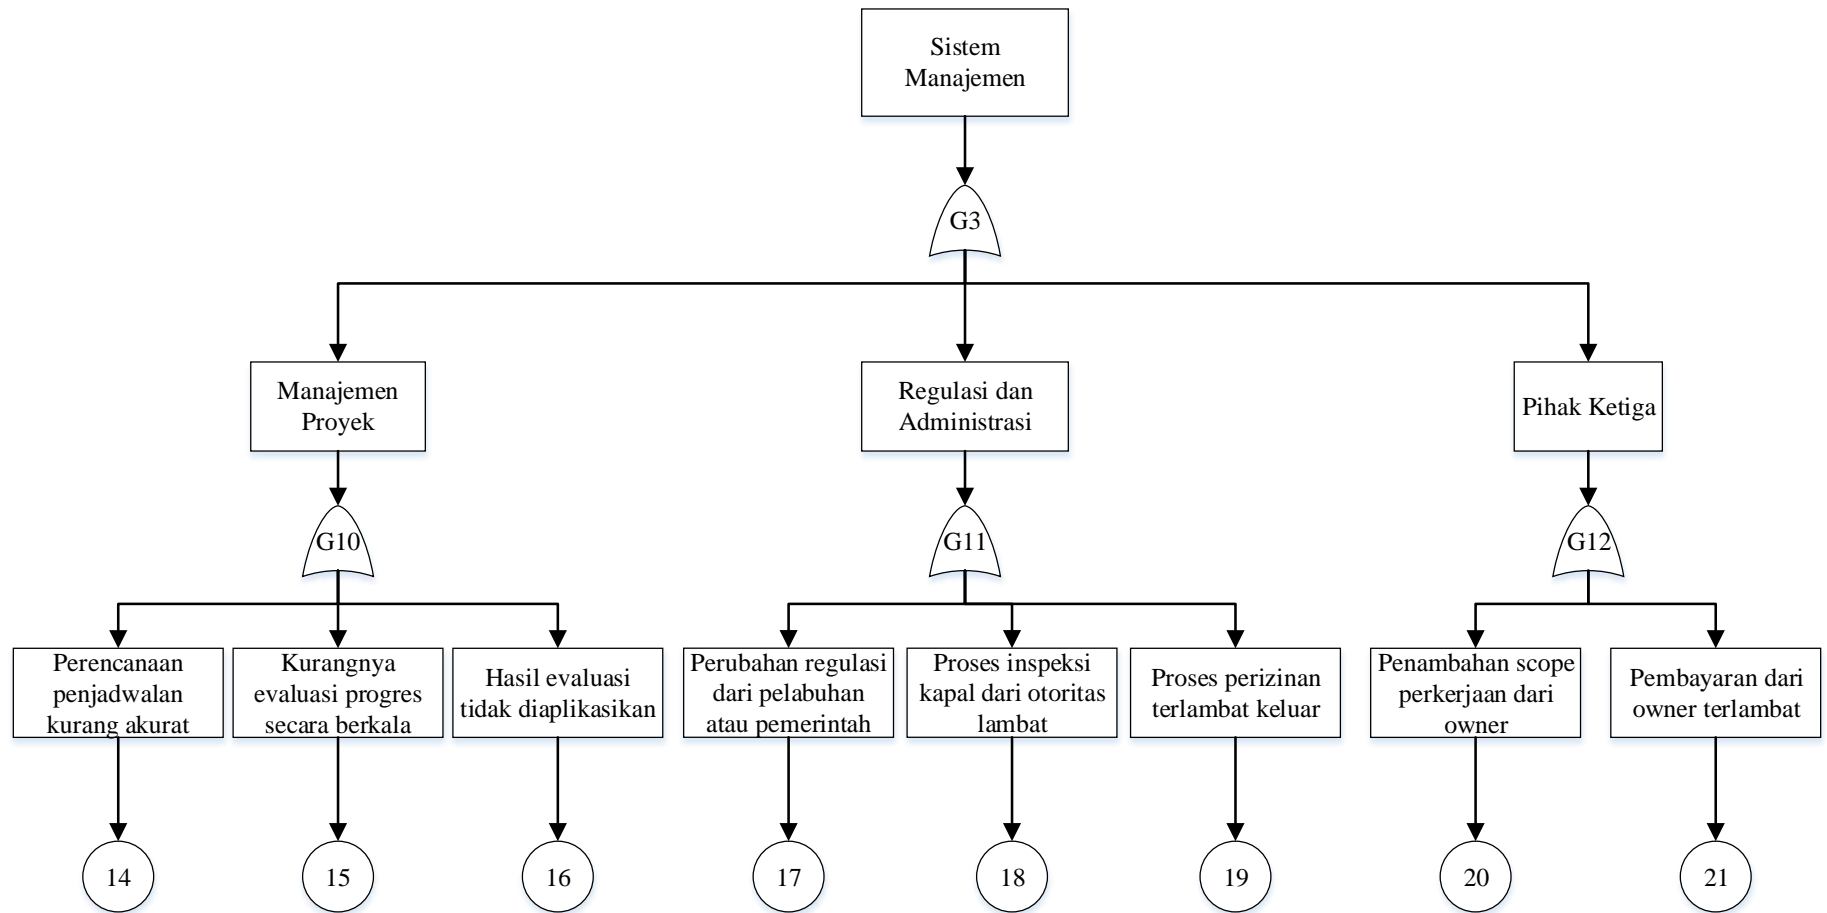 Sistem
Manajemen
G3
Manajemen
Proyek
Regulasi dan
Administrasi
Pihak Ketiga
G10
G11
G12
Perencanaan
penjadwalan
kurang akurat
Kurangnya
evaluasi progres
secara berkala
Hasil evaluasi
tidak diaplikasikan
Perubahan regulasi
dari pelabuhan
atau pemerintah
Proses inspeksi
kapal dari otoritas
lambat
Proses perizinan
terlambat keluar
Penambahan scope
perkerjaan dari
owner
Pembayaran dari
owner terlambat
14
15
16
17
18
19
20
21